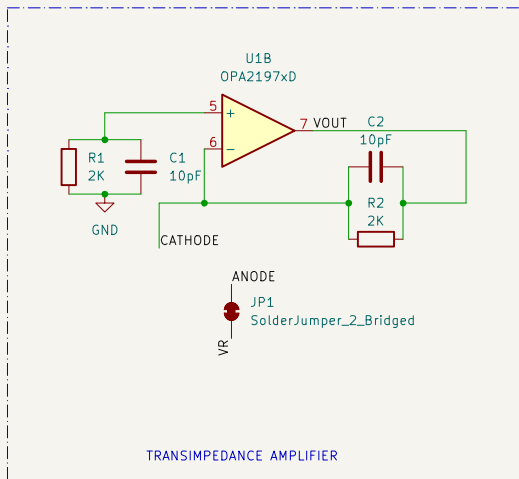 U1B
OPA2197xD
5
+
7
VOUT
6
−
C2
10pF
R1
2K
C1
10pF
R2
2K
GND
CATHODE
ANODE
JP1
SolderJumper_2_Bridged
VR
TRANSIMPEDANCE AMPLIFIER